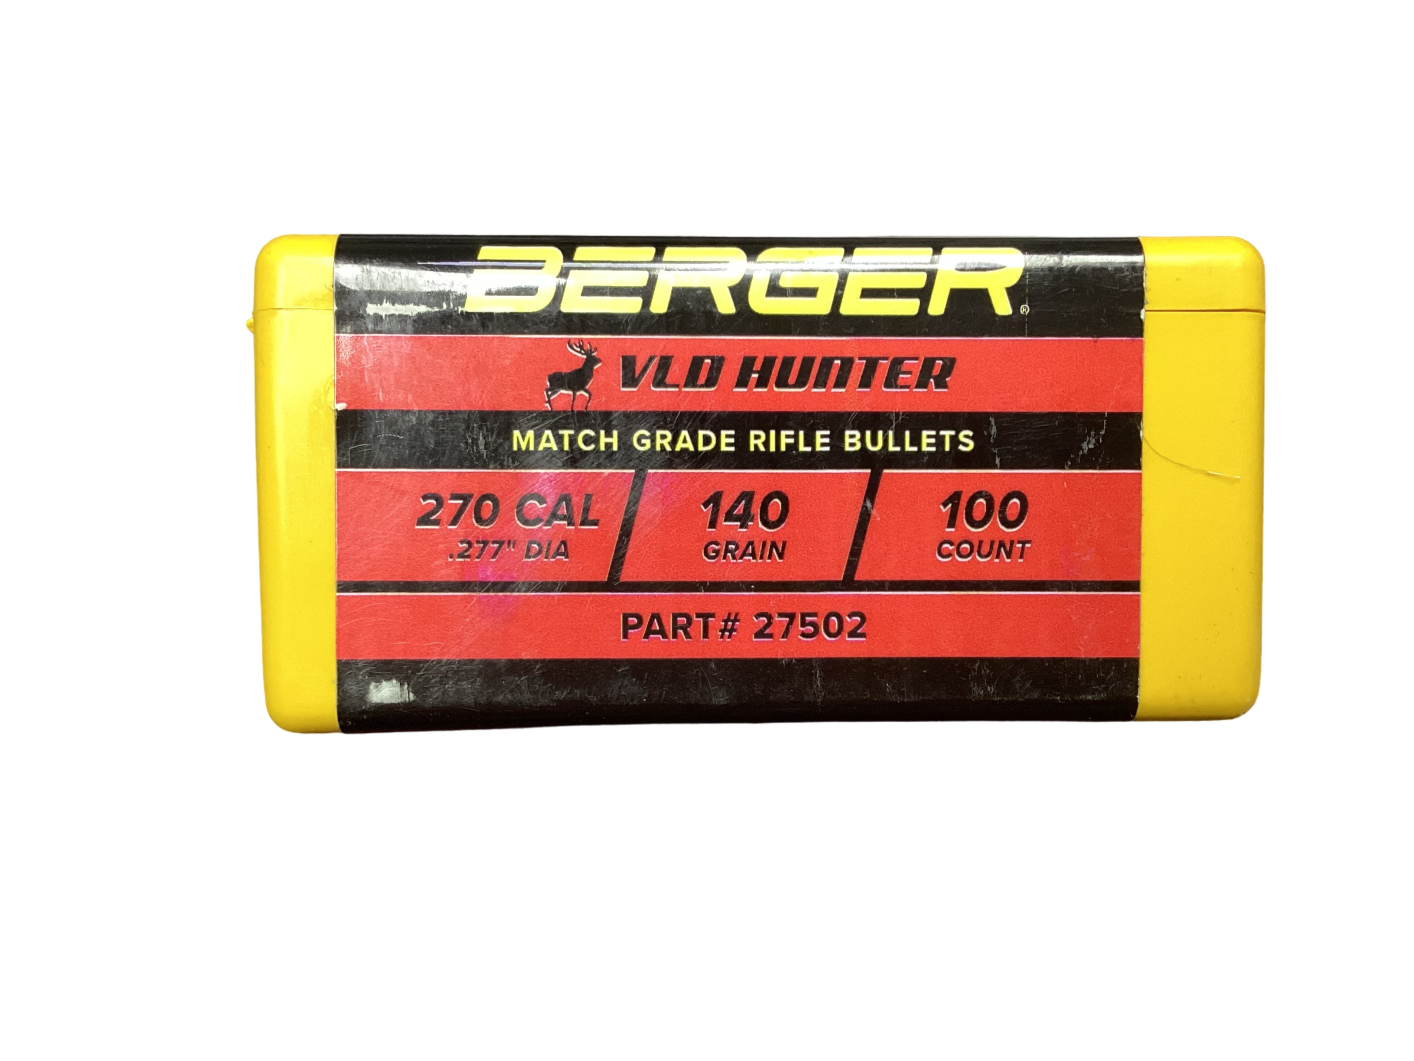 BERGER®
VLD HUNTER
MATCH GRADE RIFLE BULLETS
270 CAL
.277" DIA
140
GRAIN
100
COUNT
PART# 27502